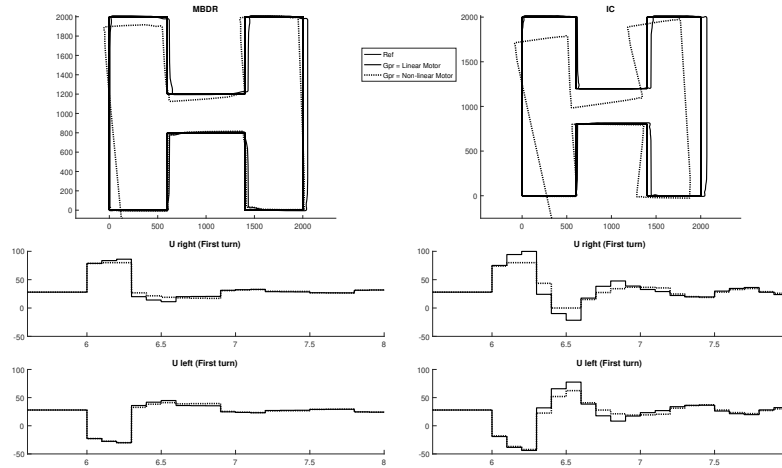 MBDR
2000
1800
1600
1400
1200
1000
800
600
400
200
0
0 500 1000 1500 2000
Ref
Gpr = Linear Motor
Gpr = Non-linear Motor
IC
2000
1500
1000
500
0
0 500 1000 1500 2000
U right (First turn)
100
50
0
-50
6 6.5 7 7.5 8
U right (First turn)
100
50
0
-50
6 6.5 7 7.5
U left (First turn)
100
50
0
-50
6 6.5 7 7.5 8
U left (First turn)
100
50
0
-50
6 6.5 7 7.5